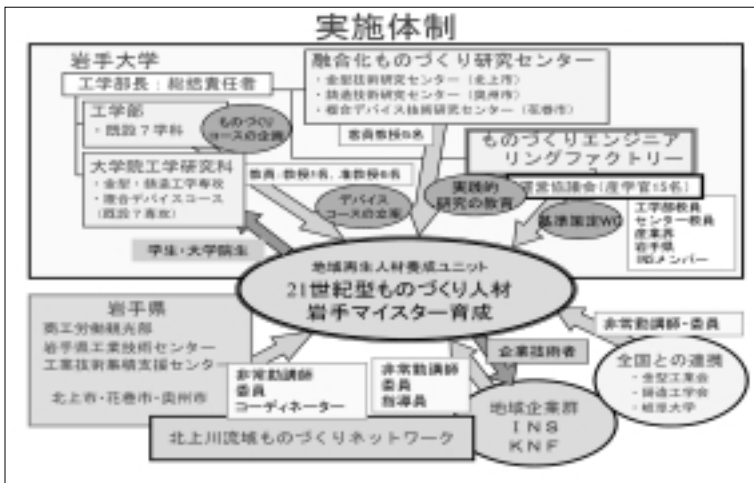 実施体制
岩手大学
工学部長：総括責任者
工学部
・既設7学科
ものづくり
コースの企画
大学院工学研究科
・金型・鋳造工学専攻
・複合デバイスコース
(既設7専攻)
融合化ものづくり研究センター
・金型技術研究センター（北上市）
・鋳造技術研究センター（奥州市）
・複合デバイス技術研究センター（花巻市）
客員教授5名
ものづくりエンジニア
リングファクトリー
運営協議会(産学官15名)
デバイス
コースの企画
実践的
研究の教育
基準策定WG
工学部教員
センター教員
産業界
岩手県
INSメンバー
学生・大学院生
地域再生人材養成ユニット
21世紀型ものづくり人材
岩手マイスター育成
岩手県
商工労働観光部
岩手県工業技術センター
工業技術集積支援センター
北上市・花巻市・奥州市
非常勤講師
委員
コーディネーター
非常勤講師
委員
指導員
企業技術者
非常勤講師・委員
全国との連携
・金型工業会
・鋳造工学会
・岐阜大学
地域企業群
INS
KNF
北上川流域ものづくりネットワーク